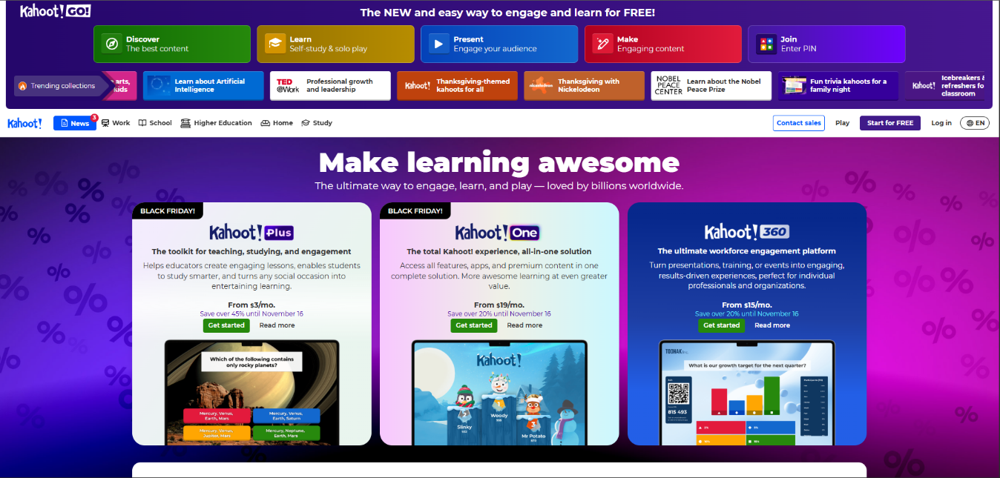 Kahoot! GO!
The NEW and easy way to engage and learn for FREE!
Discover
The best content
Learn
Self-study & solo play
Present
Engage your audience
Make
Engaging content
Join
Enter PIN
Trending collections
arts,
kids
Learn about Artificial
Intelligence
TED
@Work
Professional growth
and leadership
Kahoot!
Thanksgiving-themed
kahoots for all
nickelodeon
Thanksgiving with
Nickelodeon
NOBEL
PEACE
CENTER
Learn about the Nobel
Peace Prize
Fun trivia kahoots for a
family night
Kahoot!
Icebreakers &
refreshers fo
classroom
Kahoot!
News
3
Work
School
Higher Education
Home
Study
Contact sales
Play
Start for FREE
Log in
EN
Make learning awesome
The ultimate way to engage, learn, and play — loved by billions worldwide.
BLACK FRIDAY!
Kahoot! Plus
The toolkit for teaching, studying, and engagement
Helps educators create engaging lessons, enables students
to study smarter, and turns any social occasion into
entertaining learning.
From $3/mo.
Save over 45% until November 16
Get started
Read more
Which of the following contains
only rocky planets?
Mercury, Venus,
Earth, Mars
Mercury, Venus,
Earth, Saturn
Mercury, Venus,
Jupiter, Mars
Mercury, Neptune,
Earth, Mars
BLACK FRIDAY!
Kahoot! One
The total Kahoot! experience, all-in-one solution
Access all features, apps, and premium content in one
complete solution. More awesome learning at even greater
value.
From $19/mo.
Save over 20% until November 16
Get started
Read more
Kahoot!
1
Woody
2
Slinky
3
Mr Potato
Kahoot! 360
The ultimate workforce engagement platform
Turn presentations, training, or events into engaging,
results-driven experiences, perfect for individual
professionals and organizations.
From $15/mo.
Save over 20% until November 16
Get started
Read more
TOOHAK
What is our growth target for the next quarter?
815 493